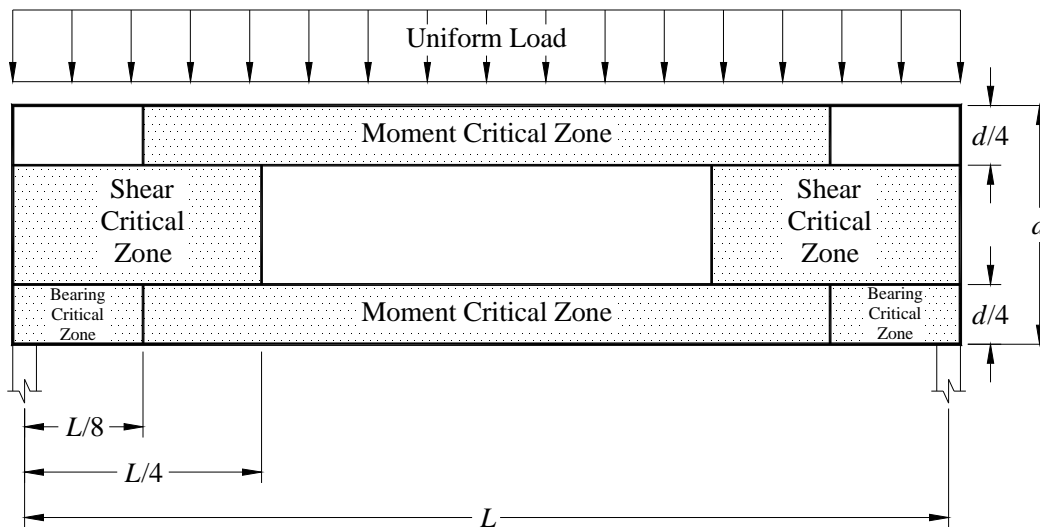 Uniform Load
Moment Critical Zone
d/4
Shear
Critical
Zone
Shear
Critical
Zone
d
Bearing
Critical
Zone
Moment Critical Zone
Bearing
Critical
Zone
d/4
L/8
L/4
L